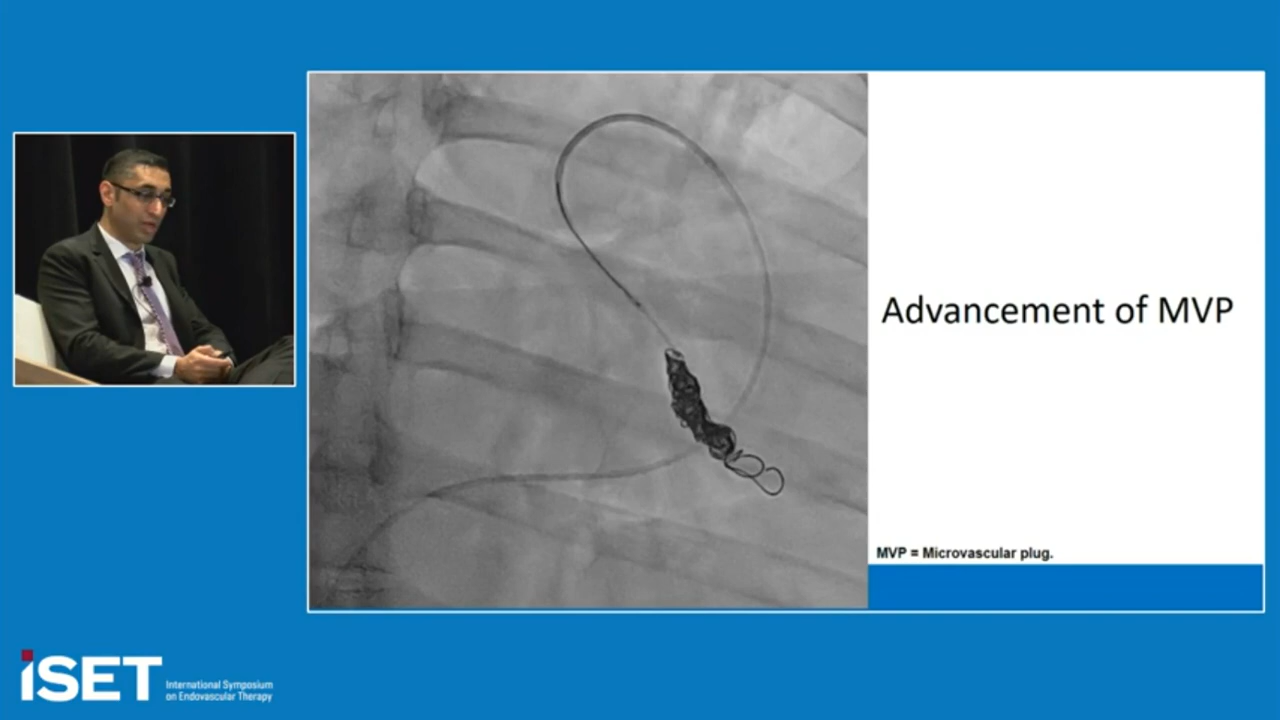 Advancement of MVP
MVP = Microvascular plug.
iSET International Symposium
on Endovascular Therapy